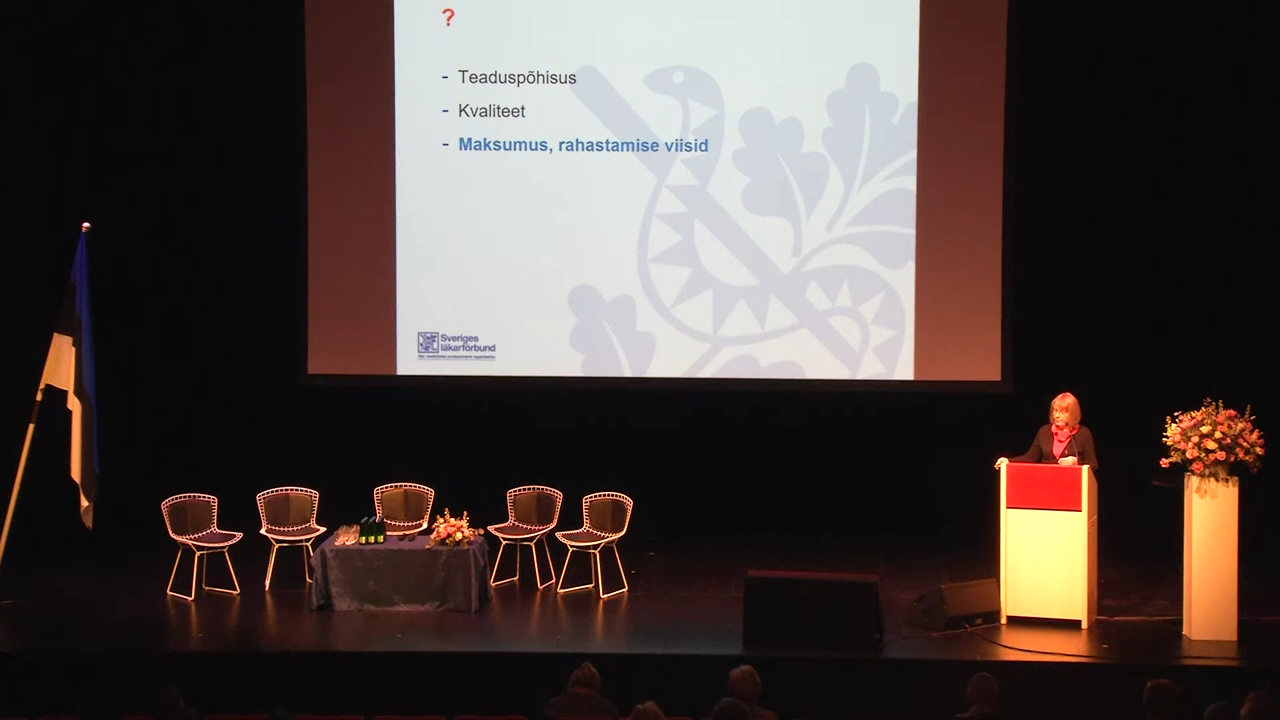 ?
- Teaduspõhisus
- Kvaliteet
- Maksumus, rahastamise viisid
Sveriges
läkarförbund